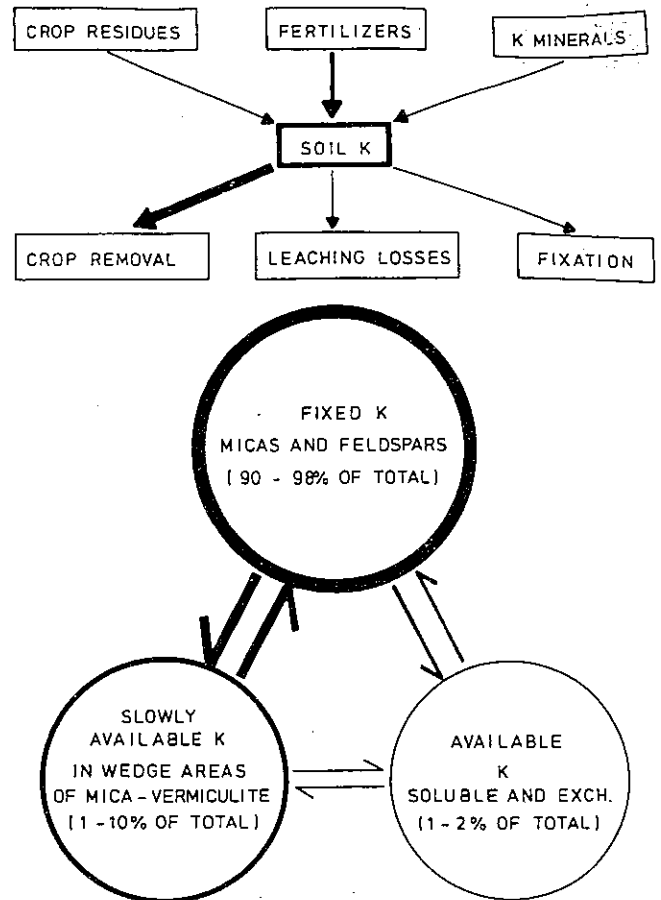 CROP RESIDUES
FERTILIZERS
K MINERALS
SOIL K
CROP REMOVAL
LEACHING LOSSES
FIXATION
FIXED K
MICAS AND FELDSPARS
(90 - 98% OF TOTAL)
SLOWLY
AVAILABLE K
IN WEDGE AREAS
OF MICA-VERMICULITE
(1-10% OF TOTAL)
AVAILABLE
K
SOLUBLE AND EXCH.
(1-2% OF TOTAL)